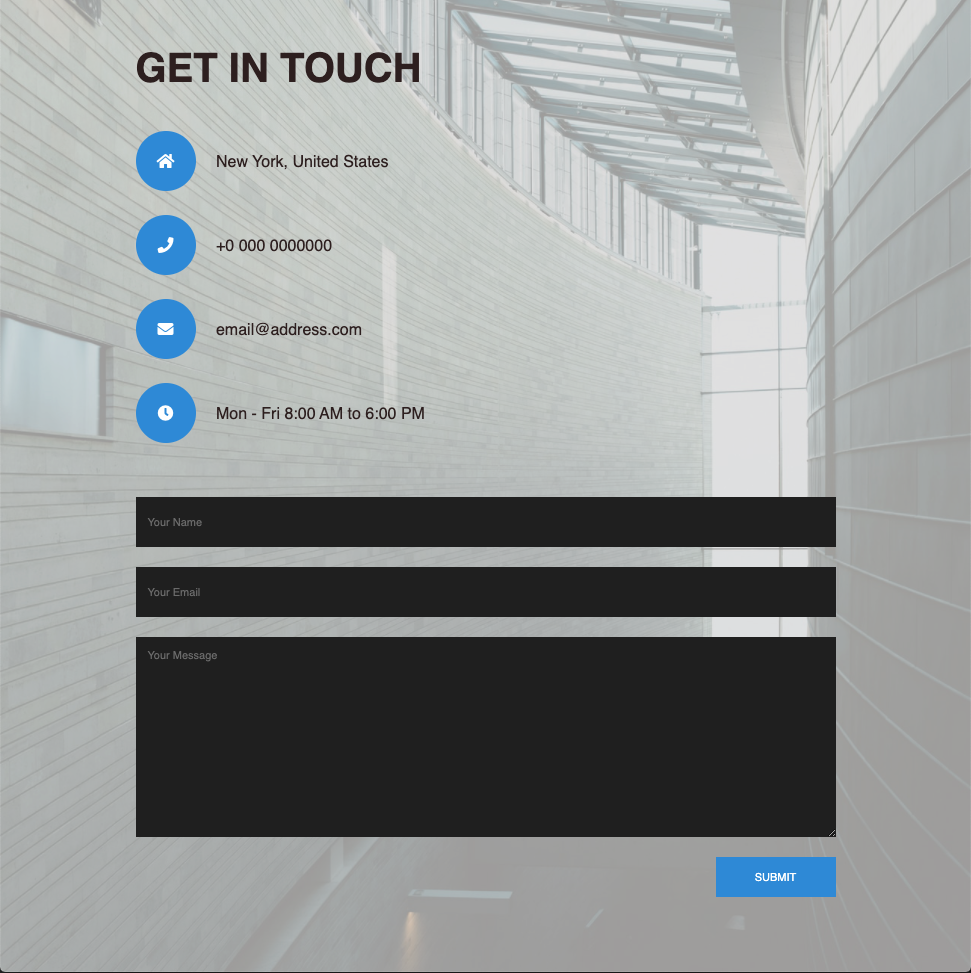 GET IN TOUCH
New York, United States
+0 000 0000000
email@address.com
Mon - Fri 8:00 AM to 6:00 PM
Your Name
Your Email
Your Message
SUBMIT